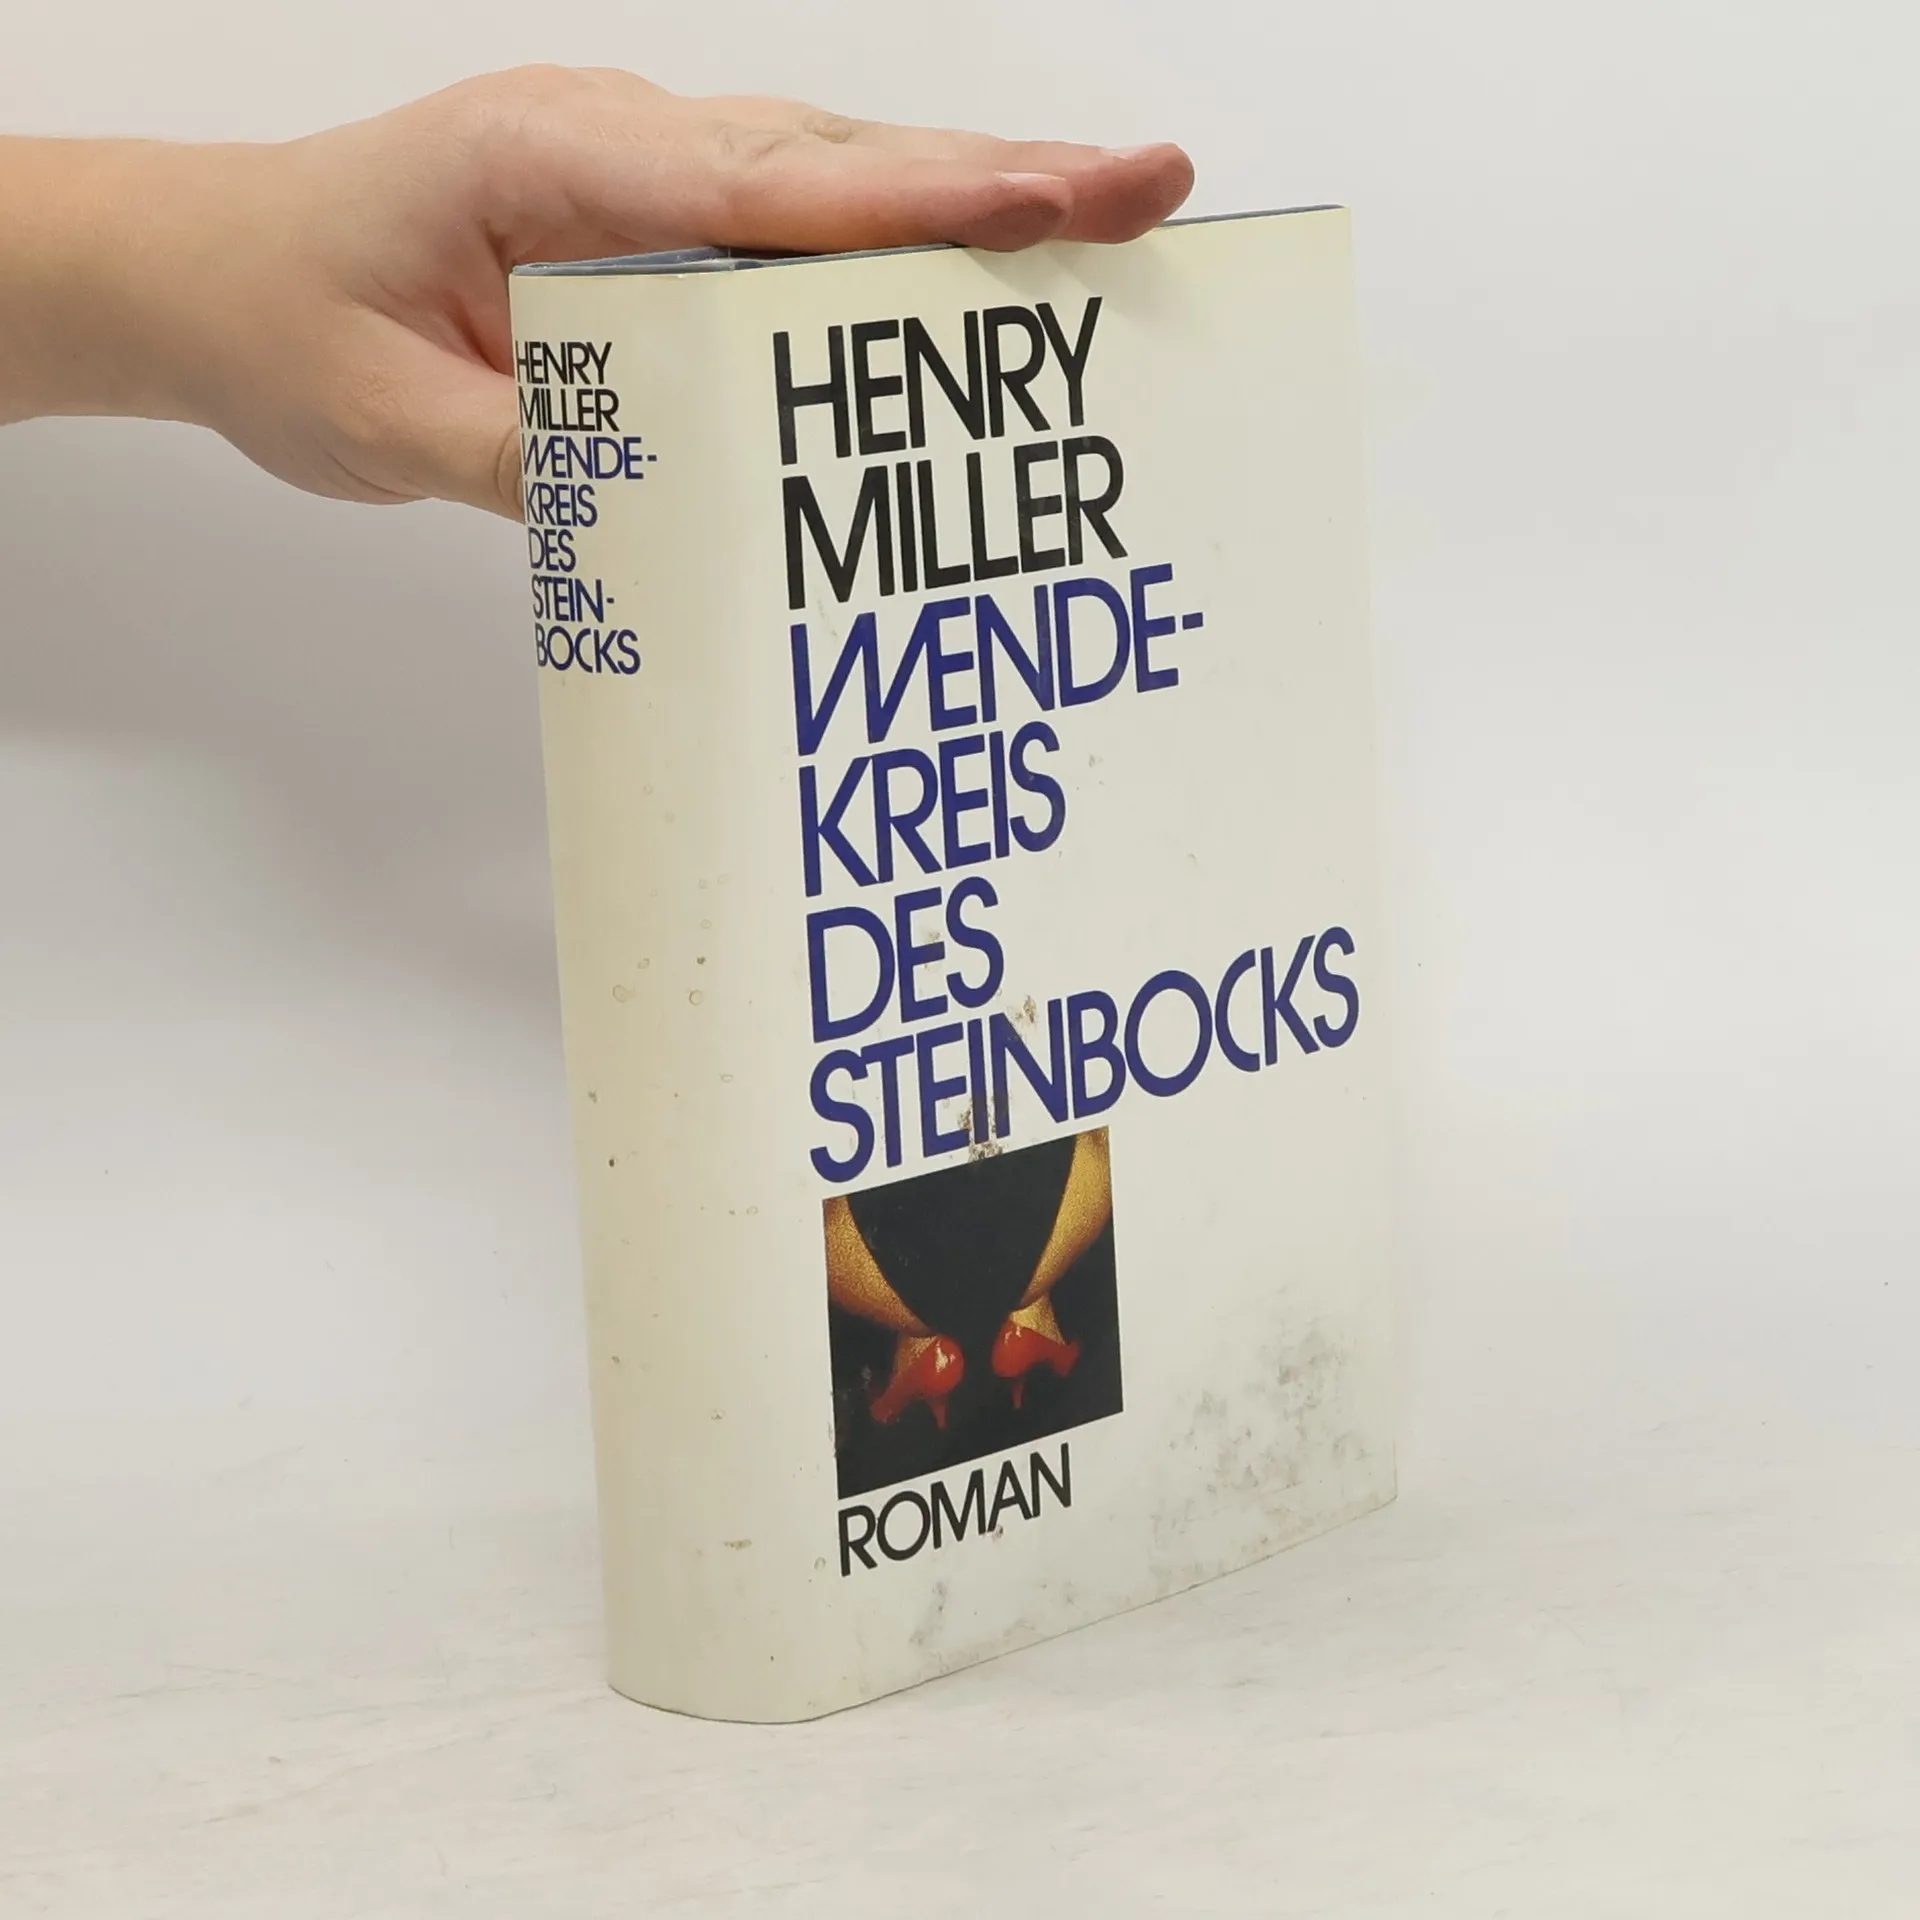 HENRY
MILLER
WENDE-
KREIS
DES
STEIN-
BOCKS
HENRY
MILLER
WENDE-
KREIS
DES
STEINBOCKS
ROMAN